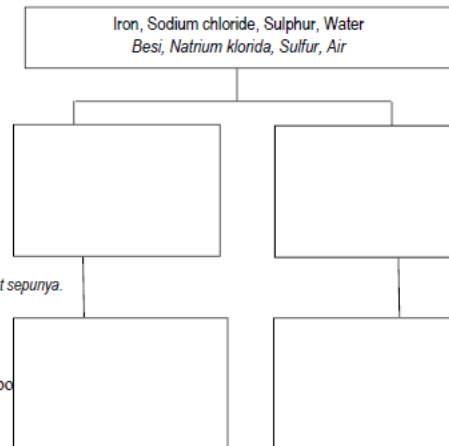 Iron, Sodium chloride, Sulphur, Water
Besi, Natrium klorida, Sulfur, Air
t sepunya.